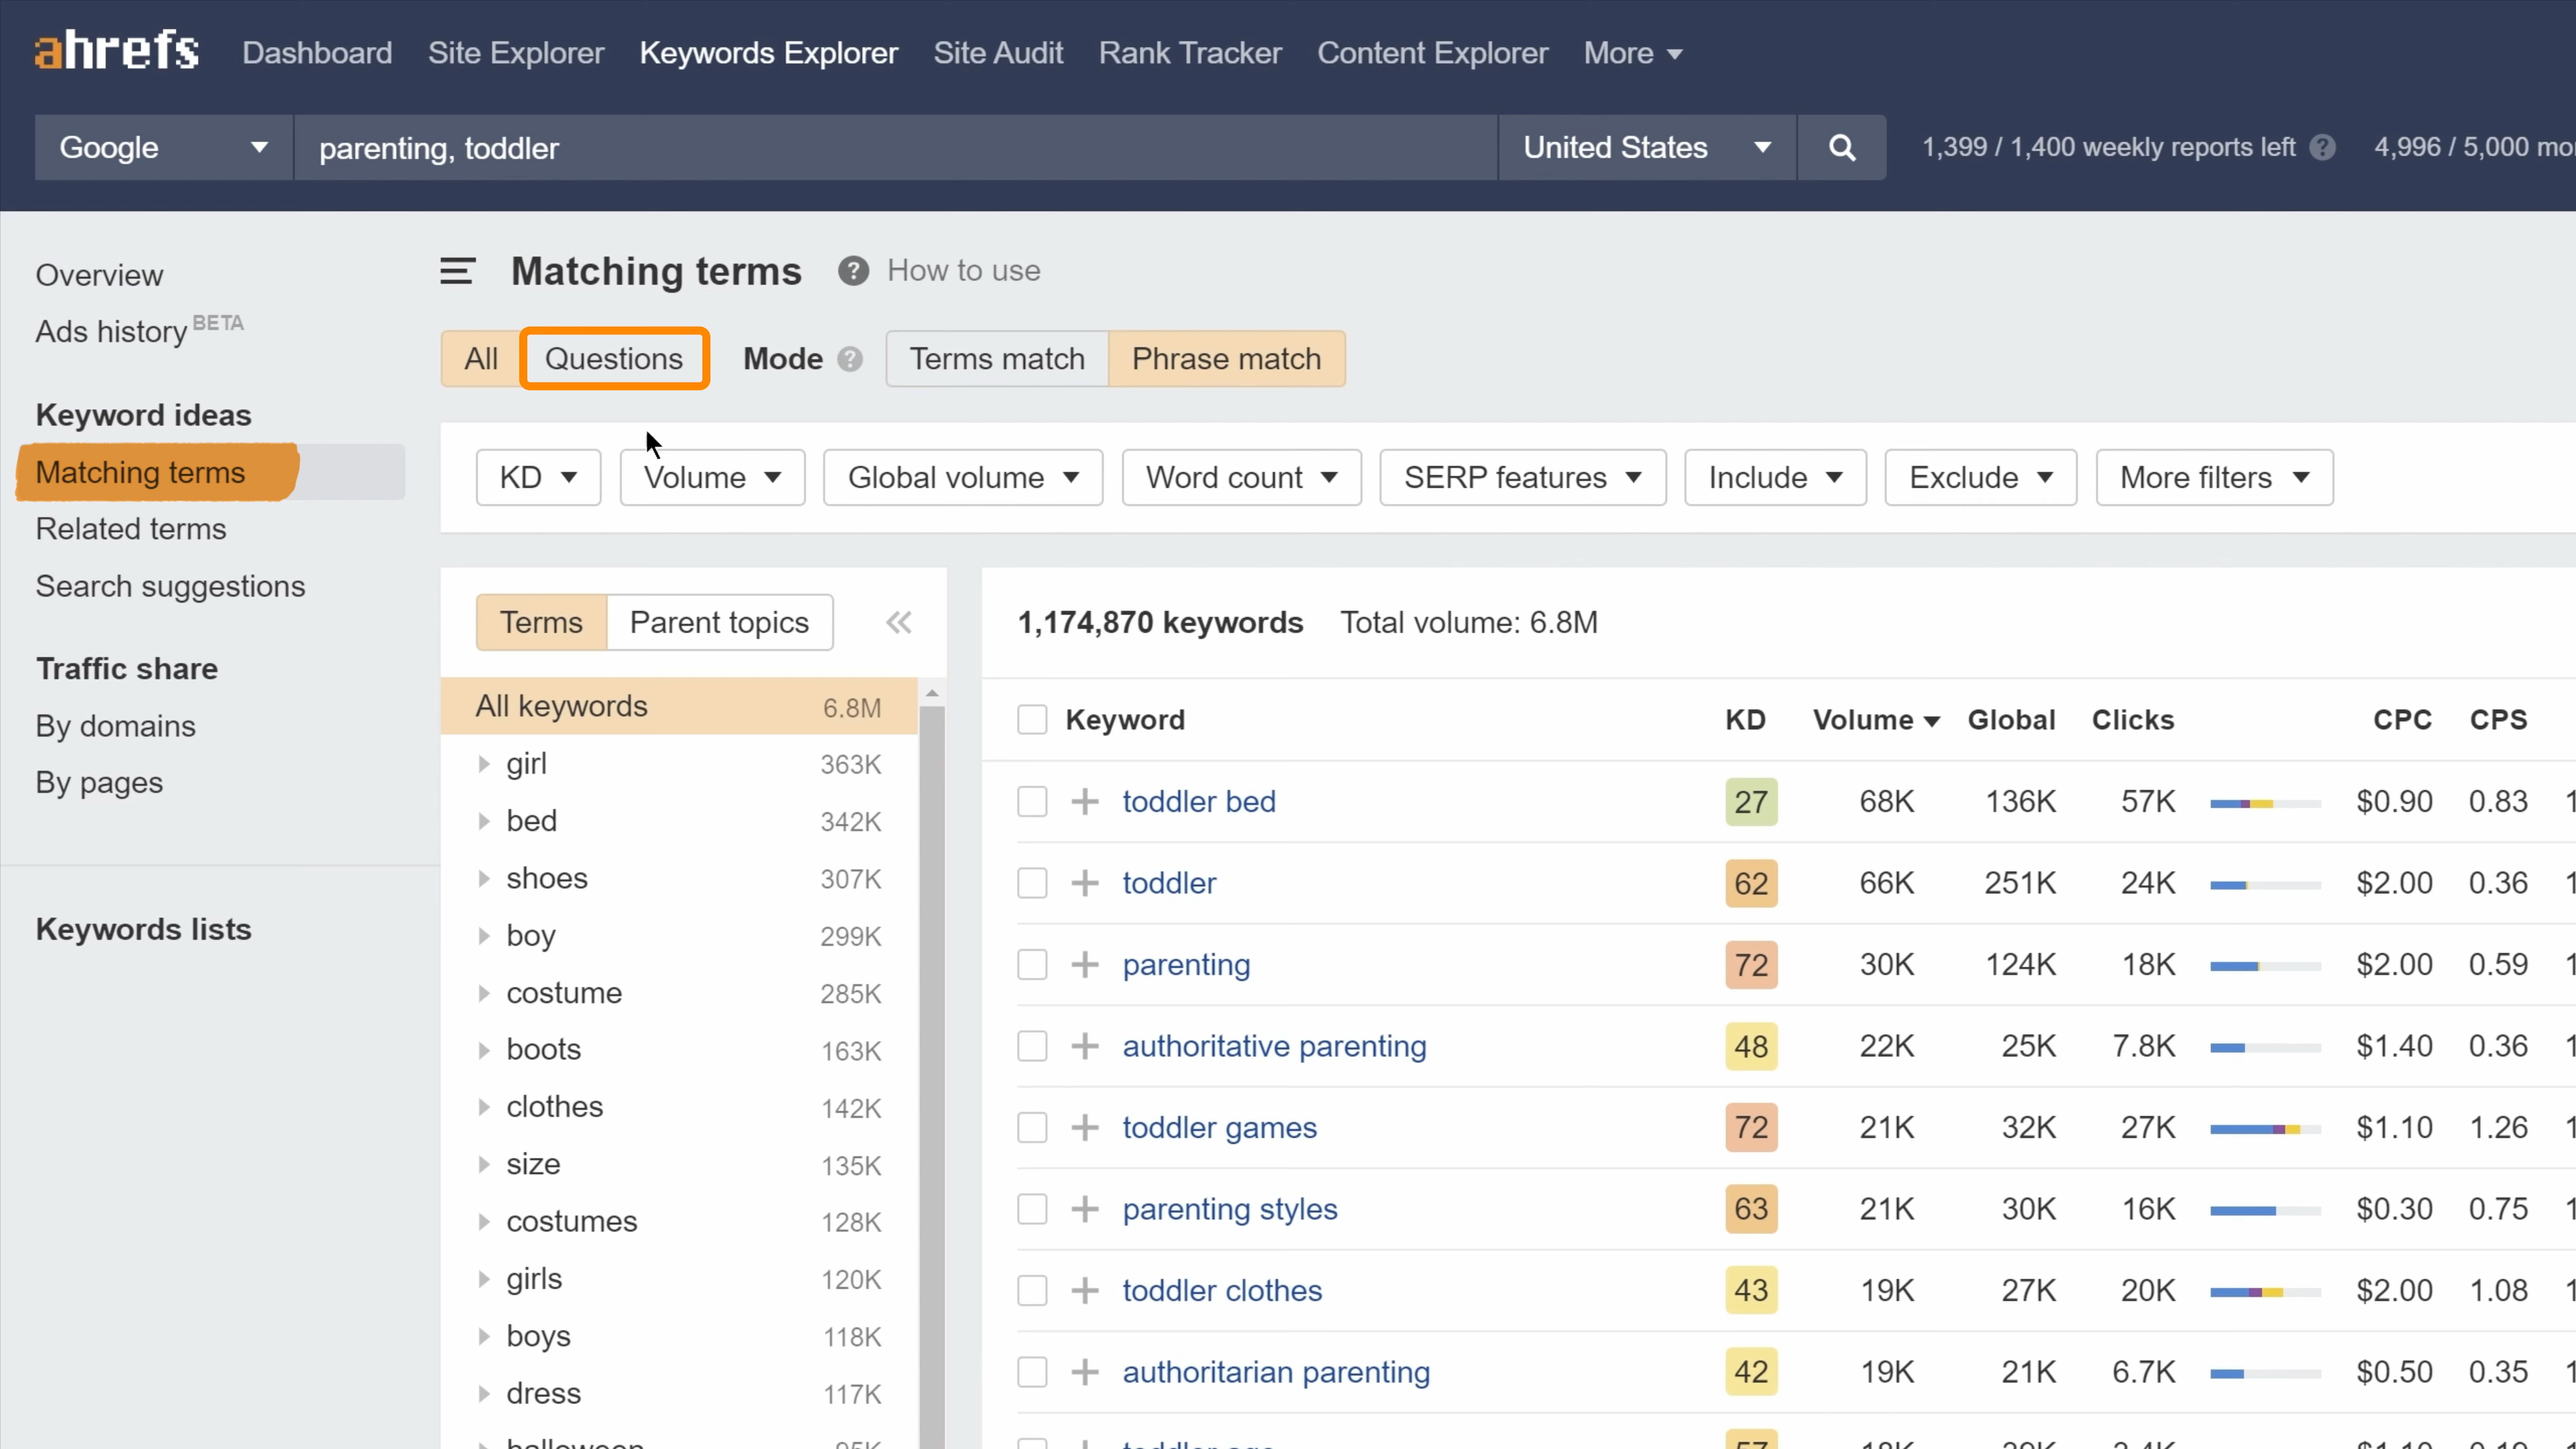 ahrefs Dashboard Site Explorer Keywords Explorer Site Audit Rank Tracker Content Explorer More
Google parenting, toddler United States 1,399 / 1,400 weekly reports left ? 4,996 / 5,000
Overview
Ads history BETA
Keyword ideas
Matching terms
Related terms
Search suggestions
Traffic share
By domains
By pages
Keywords lists
Matching terms ? How to use
All Questions Mode ? Terms match Phrase match
KD Volume Global volume Word count SERP features Include Exclude More filters
Terms Parent topics
All keywords 6.8M
girl 363K
bed 342K
shoes 307K
boy 299K
costume 285K
boots 163K
clothes 142K
size 135K
costumes 128K
girls 120K
boys 118K
dress 117K
1,174,870 keywords Total volume: 6.8M
Keyword KD Volume Global Clicks CPC CPS
toddler bed 27 68K 136K 57K $0.90 0.83
toddler 62 66K 251K 24K $2.00 0.36
parenting 72 30K 124K 18K $2.00 0.59
authoritative parenting 48 22K 25K 7.8K $1.40 0.36
toddler games 72 21K 32K 27K $1.10 1.26
parenting styles 63 21K 30K 16K $0.30 0.75
toddler clothes 43 19K 27K 20K $2.00 1.08
authoritarian parenting 42 19K 21K 6.7K $0.50 0.35